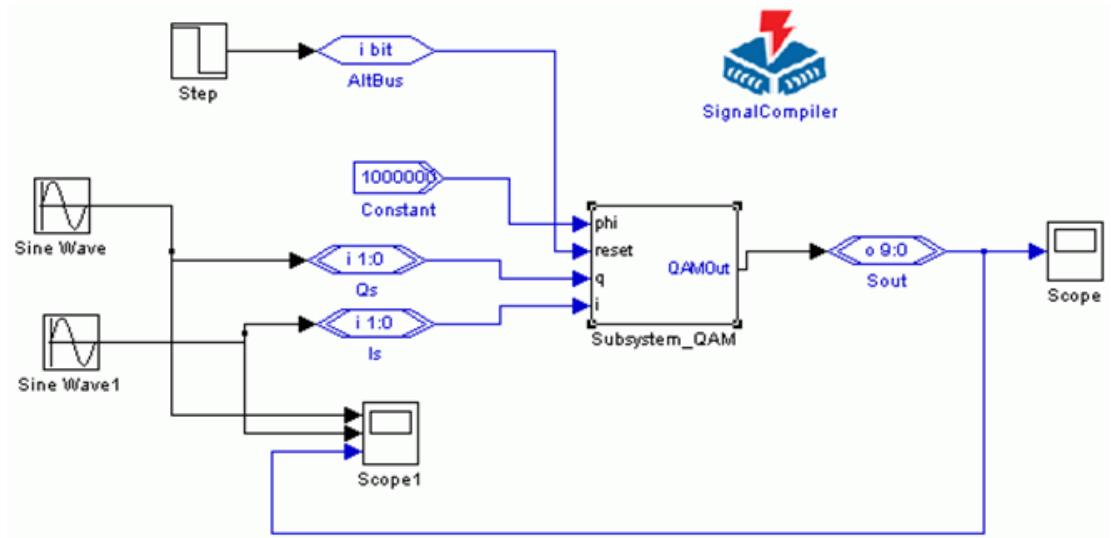 Step
i bit
AltBus
SignalCompiler
1000000
Constant
Sine Wave
i 1:0
Qs
Sine Wave1
i 1:0
Is
phi
reset
q
i
QAMOut
Subsystem_QAM
o 9:0
Sout
Scope
Scope1